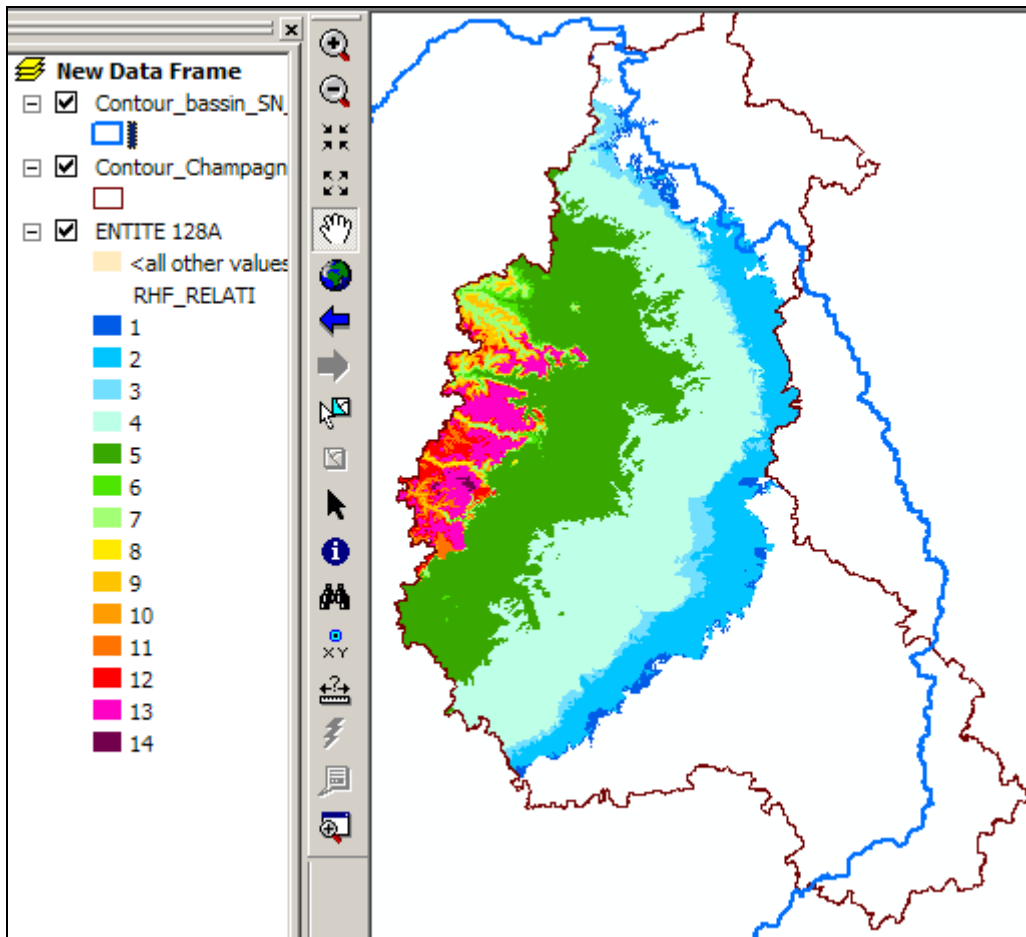 New Data Frame
Contour_bassin_SN_
Contour_Champagn
ENTITE 128A
<all other values
RHF_RELATI
1
2
3
4
5
6
7
8
9
10
11
12
13
14
XY